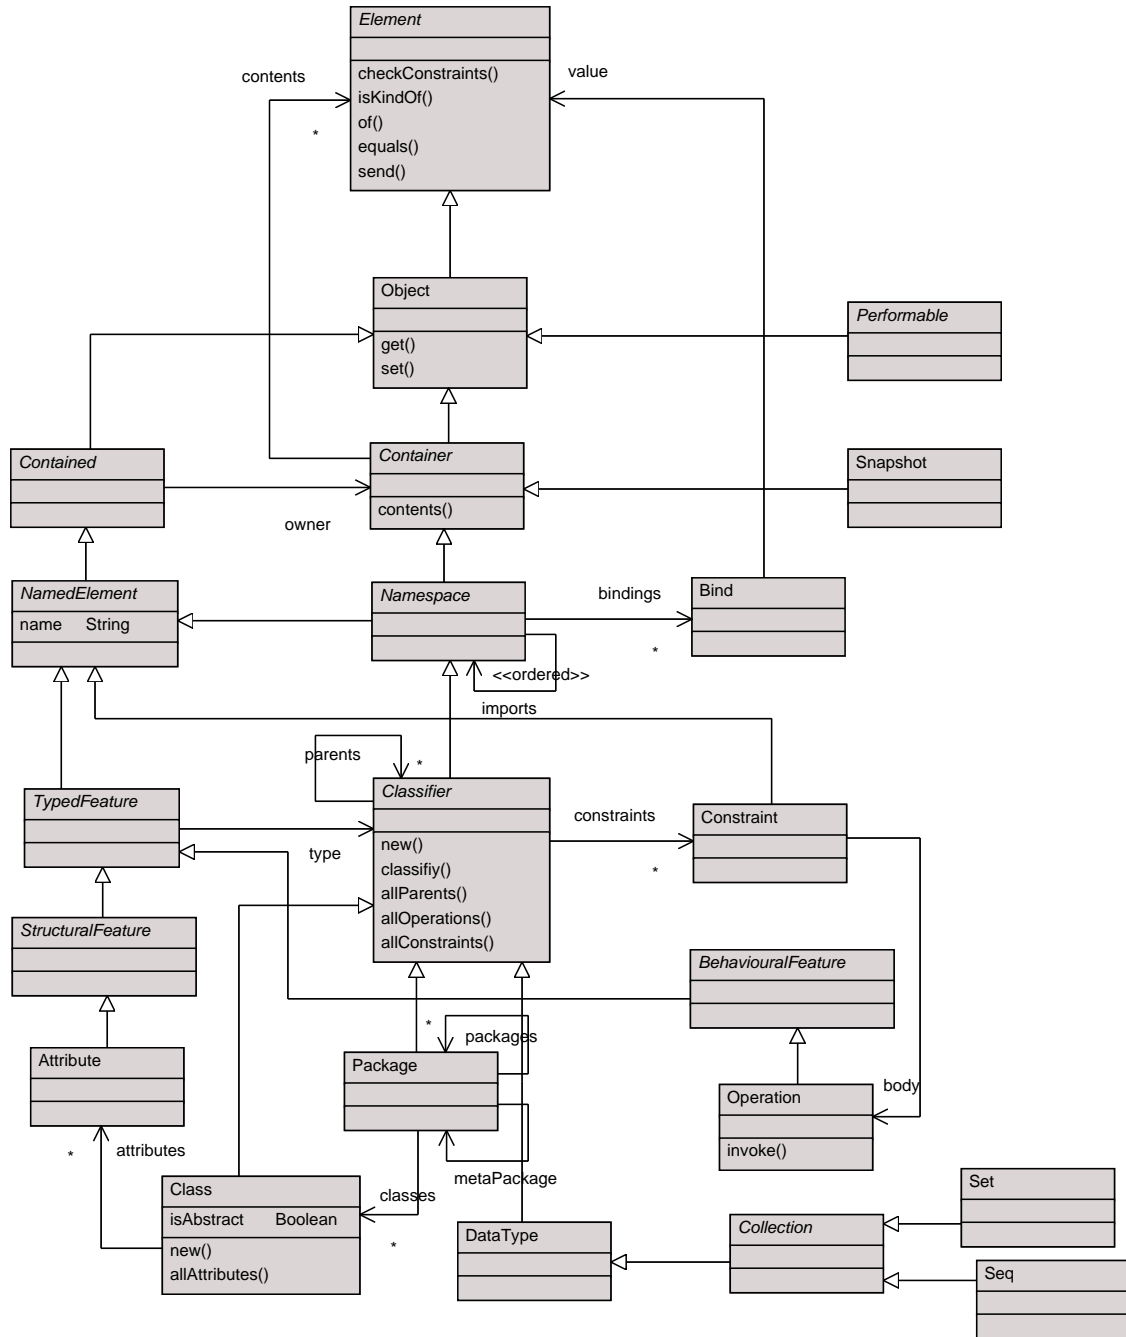 Element
checkConstraints()
isKindOf()
of()
equals()
send()
contents
*
value
Object
get()
set()
Performable
Contained
Container
contents()
Snapshot
owner
NamedElement
name String
Namespace
bindings
*
Bind
<<ordered>>
imports
parents
*
TypedFeature
type
Classifier
new()
classifiy()
allParents()
allOperations()
allConstraints()
constraints
*
Constraint
StructuralFeature
BehaviouralFeature
Attribute
*
packages
Package
metaPackage
Operation
invoke()
body
*
attributes
Class
isAbstract Boolean
new()
allAttributes()
classes
*
DataType
Collection
Set
Seq